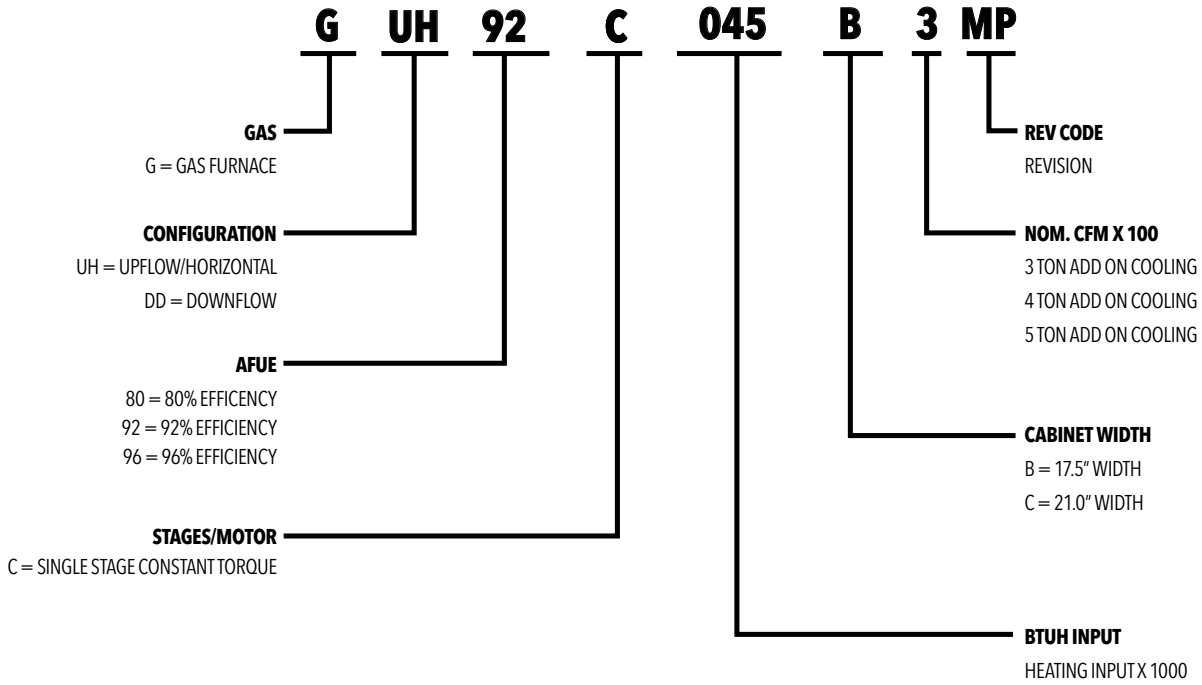 G UH 92 C 045 B 3 MP
GAS
G = GAS FURNACE
CONFIGURATION
UH = UPFLOW/HORIZONTAL
DD = DOWNFLOW
AFUE
80 = 80% EFFICENCY
92 = 92% EFFICIENCY
96 = 96% EFFICIENCY
STAGES/MOTOR
C = SINGLE STAGE CONSTANT TORQUE
REV CODE
REVISION
NOM. CFM X 100
3 TON ADD ON COOLING
4 TON ADD ON COOLING
5 TON ADD ON COOLING
CABINET WIDTH
B = 17.5" WIDTH
C = 21.0" WIDTH
BTUH INPUT
HEATING INPUT X 1000